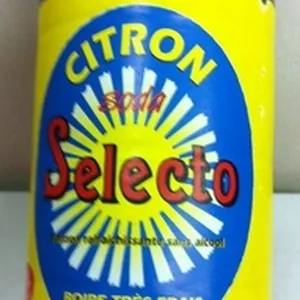 CITRON
soda
Selecto
sans alcool
BOIRE TRÈS FRAIS